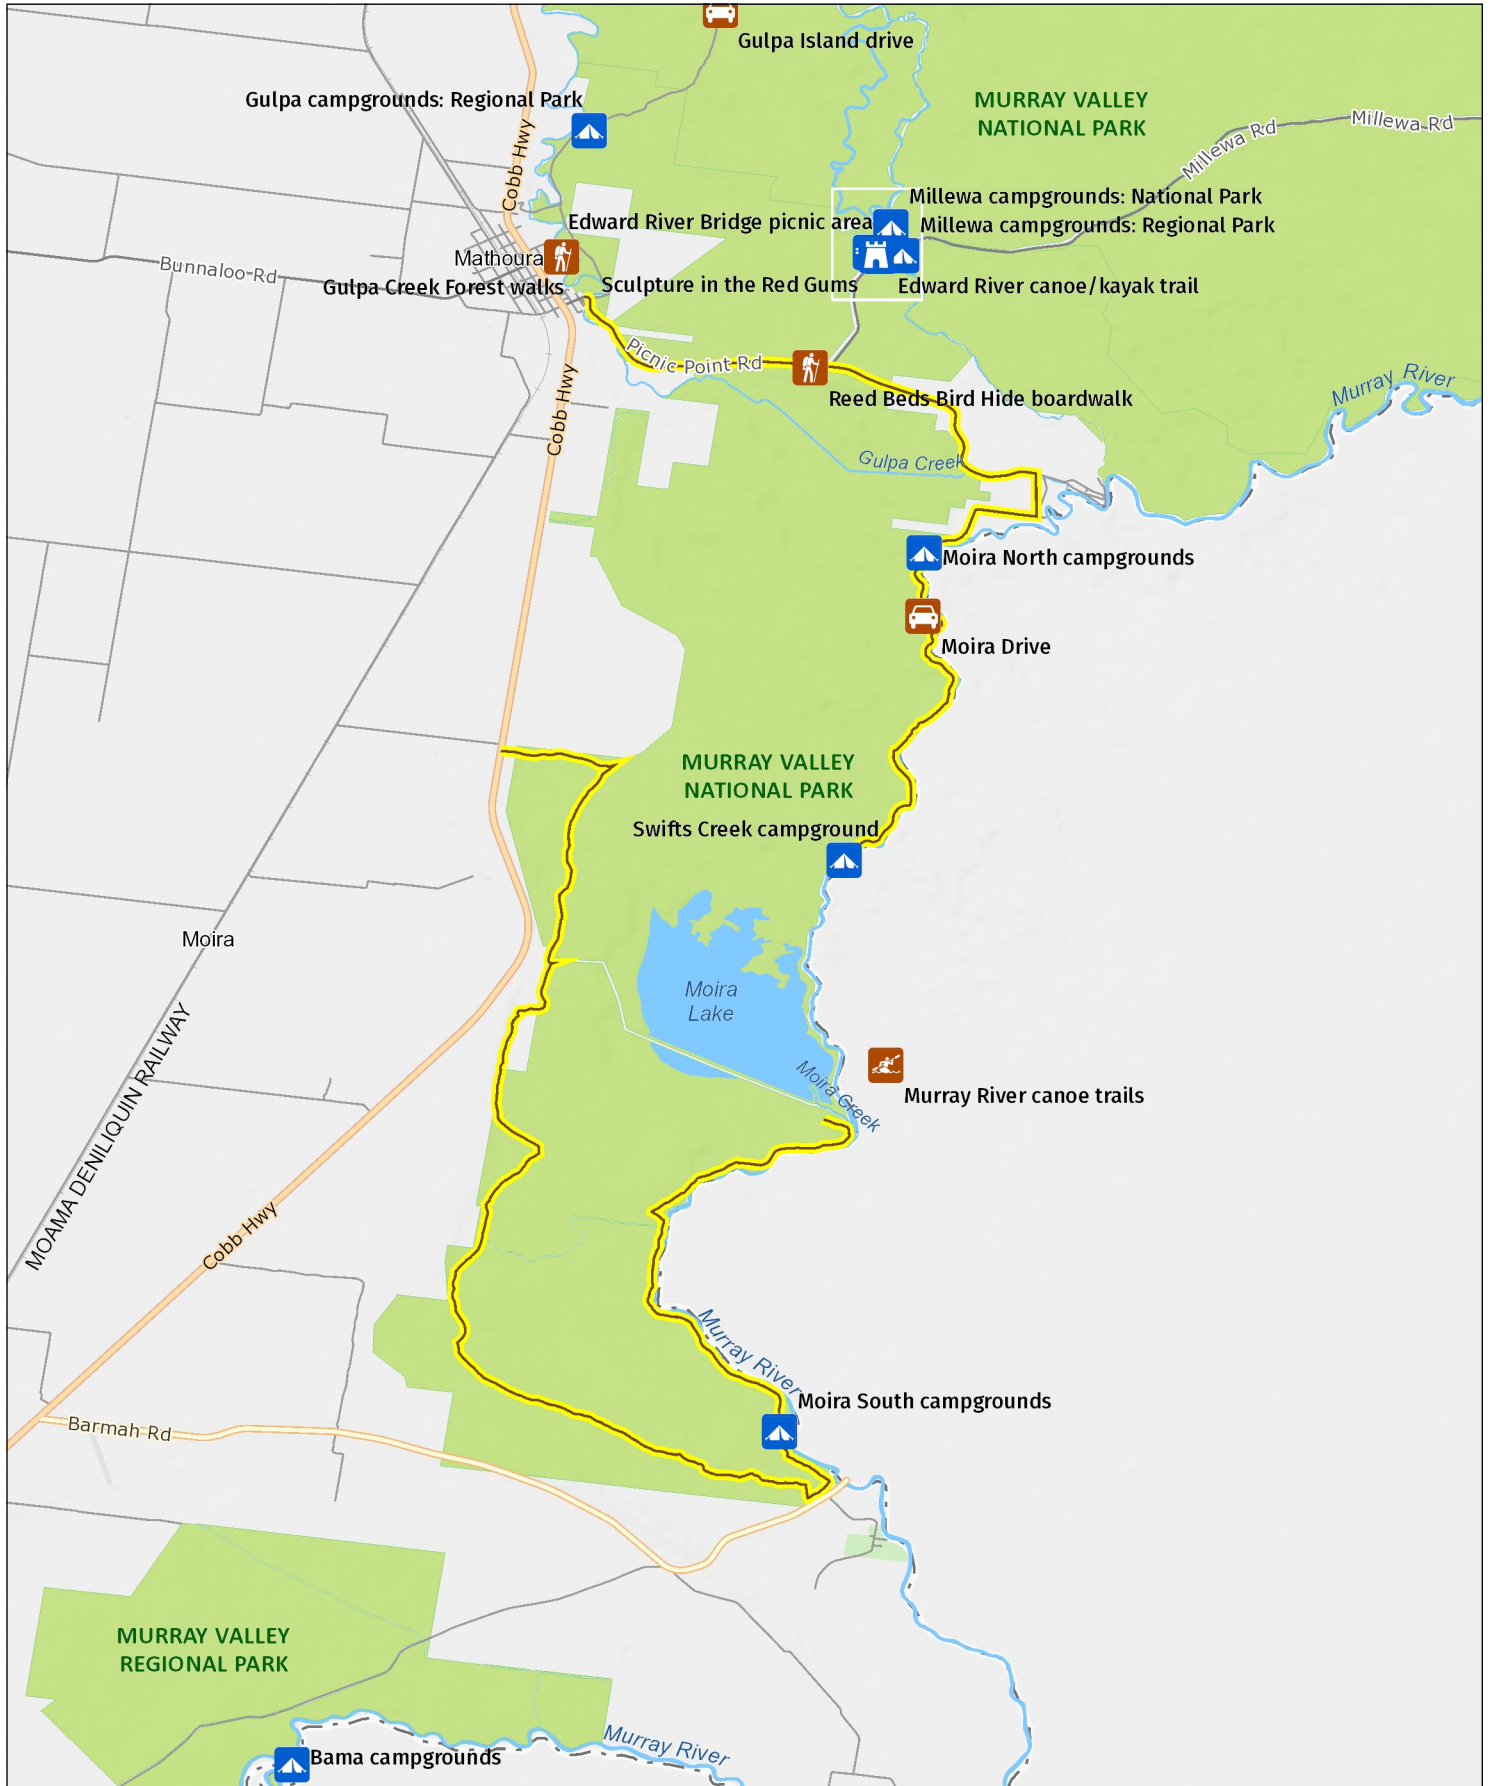 Gulpa Island drive
Gulpa campgrounds: Regional Park
MURRAY VALLEY
NATIONAL PARK
Millewa Rd
Millewa Rd
Cobb Hwy
Millewa campgrounds: National Park
Edward River Bridge picnic area
Millewa campgrounds: Regional Park
Mathoura
Bunnaloo Rd
Gulpa Creek Forest walks
Sculpture in the Red Gums
Edward River canoe/kayak trail
Picnic Point Rd
Murray River
Reed Beds Bird Hide boardwalk
Cobb Hwy
Gulpa Creek
Moira North campgrounds
Moira Drive
MURRAY VALLEY
NATIONAL PARK
Swifts Creek campground
Moira
Moira
Lake
MOAMA DENILIQUIN RAILWAY
Moira Creek
Murray River canoe trails
Cobb Hwy
Murray River
Moira South campgrounds
Barmah Rd
MURRAY VALLEY
REGIONAL PARK
Murray River
Bama campgrounds